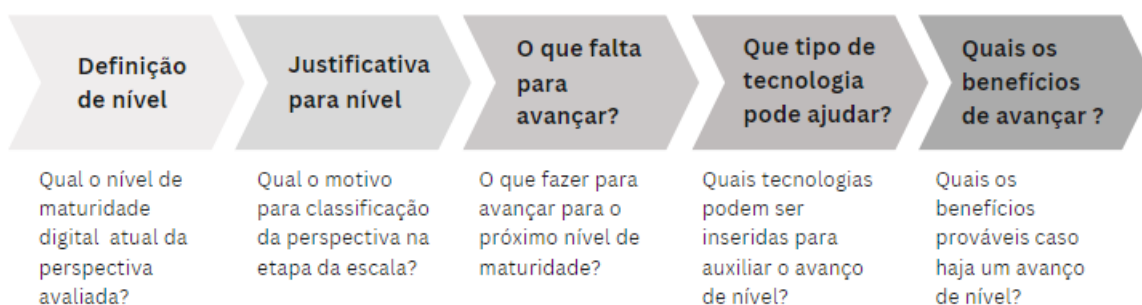 Definição
de nível
Justificativa
para nível
O que falta
para
avançar?
Que tipo de
tecnologia
pode ajudar?
Quais os
benefícios
de avançar ?
Qual o nível de
maturidade
digital atual da
perspectiva
avaliada?
Qual o motivo
para classificação
da perspectiva na
etapa da escala?
O que fazer para
avançar para o
próximo nível de
maturidade?
Quais tecnologias
podem ser
inseridas para
auxiliar o avanço
de nível?
Quais os
benefícios
prováveis caso
haja um avanço
de nível?